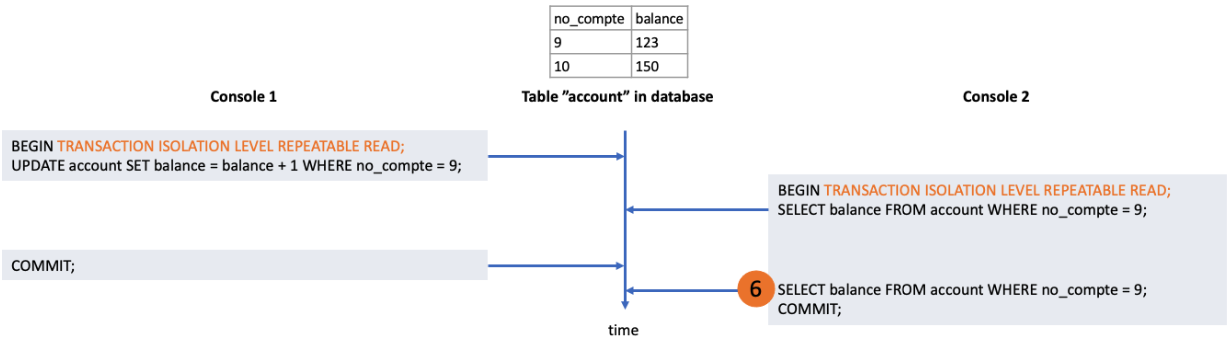 no_compte balance
9 123
10 150
Console 1
Table ”account” in database
Console 2
BEGIN TRANSACTION ISOLATION LEVEL REPEATABLE READ;
UPDATE account SET balance = balance + 1 WHERE no_compte = 9;
BEGIN TRANSACTION ISOLATION LEVEL REPEATABLE READ;
SELECT balance FROM account WHERE no_compte = 9;
COMMIT;
6
SELECT balance FROM account WHERE no_compte = 9;
COMMIT;
time